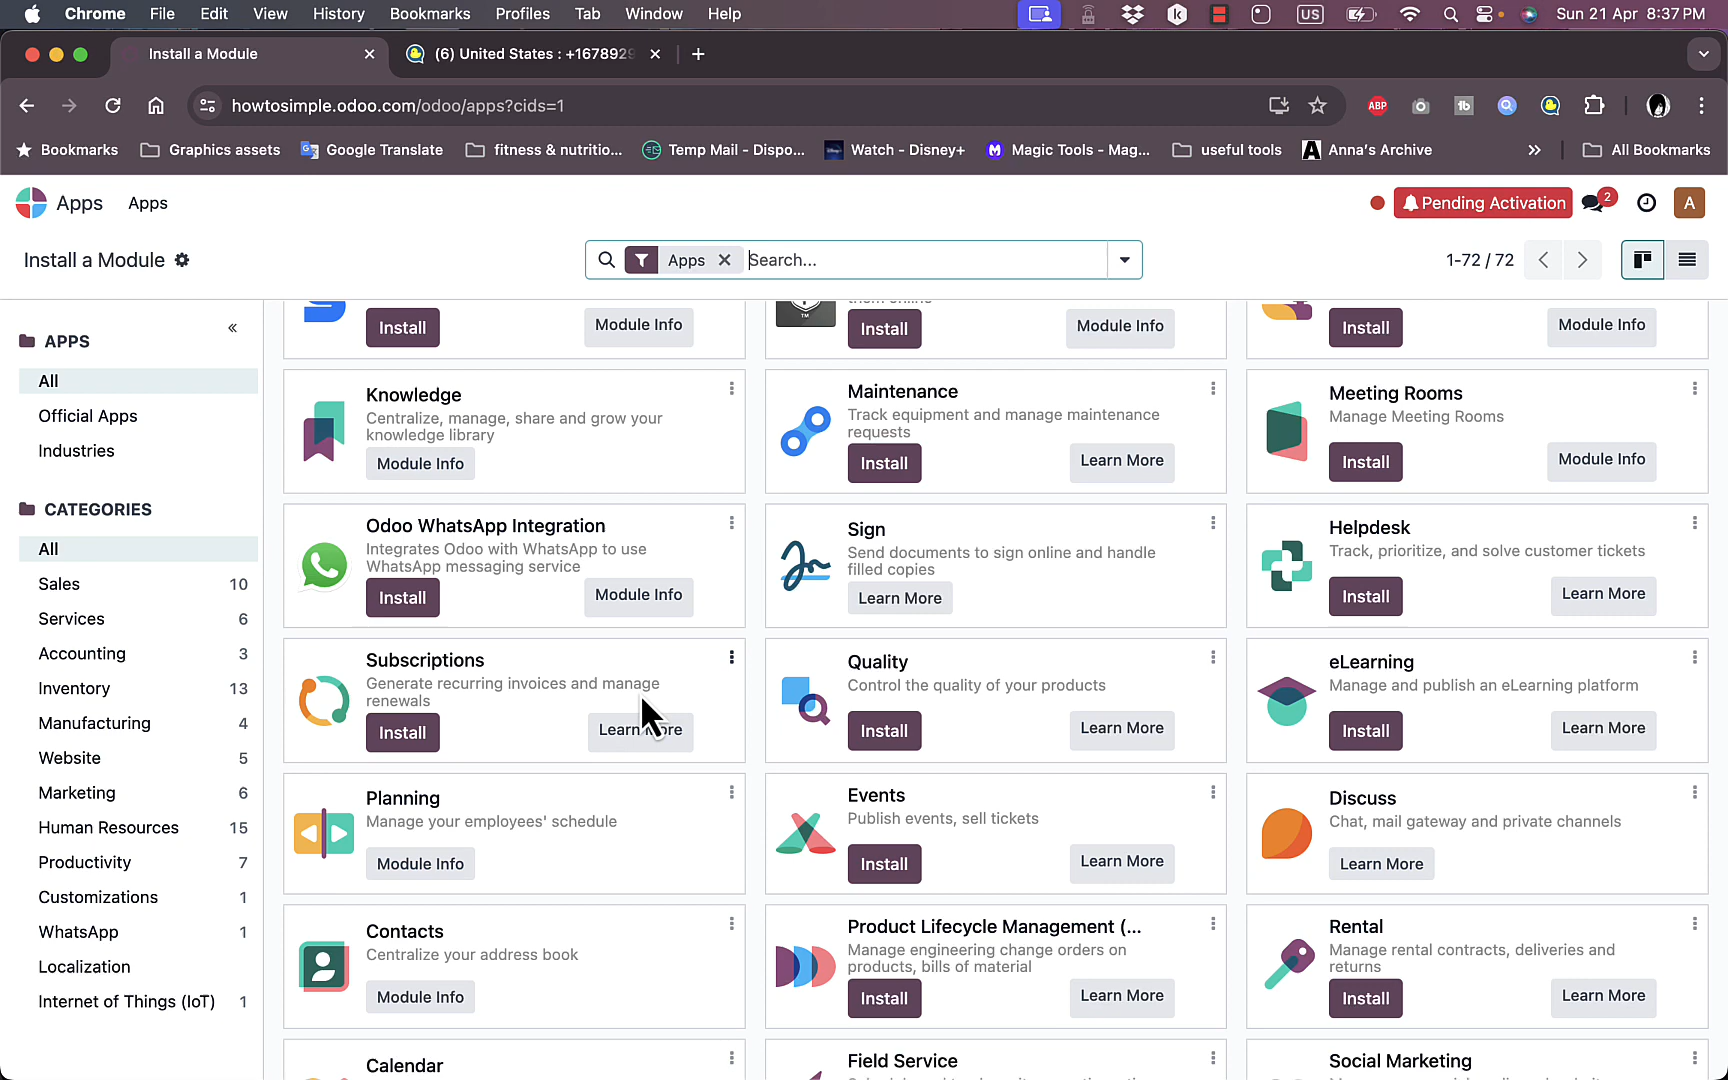 Chrome File Edit View History Bookmarks Profiles Tab Window Help US Sun 21 Apr 8:37 PM
Install a Module (6) United States : +1678929
howtosimple.odoo.com/odoo/apps?cids=1 ABP tb
Bookmarks Graphics assets Google Translate fitness & nutritio... Temp Mail - Dispo... Watch - Disney+ Magic Tools - Mag... useful tools Anna's Archive » All Bookmarks
Apps Apps Pending Activation 2 A
Install a Module Apps Search... 1-72 / 72
APPS
All
Official Apps
Industries
CATEGORIES
All
Sales 10
Services 6
Accounting 3
Inventory 13
Manufacturing 4
Website 5
Marketing 6
Human Resources 15
Productivity 7
Customizations 1
WhatsApp 1
Localization
Internet of Things (IoT) 1
Install Module Info
TM
them online
Install Module Info
Install Module Info
Knowledge
Centralize, manage, share and grow your
knowledge library
Module Info
Maintenance
Track equipment and manage maintenance
requests
Install Learn More
Meeting Rooms
Manage Meeting Rooms
Install Module Info
Odoo WhatsApp Integration
Integrates Odoo with WhatsApp to use
WhatsApp messaging service
Install Module Info
Sign
Send documents to sign online and handle
filled copies
Learn More
Helpdesk
Track, prioritize, and solve customer tickets
Install Learn More
Subscriptions
Generate recurring invoices and manage
renewals
Install Learn More
Quality
Control the quality of your products
Install Learn More
eLearning
Manage and publish an eLearning platform
Install Learn More
Planning
Manage your employees' schedule
Module Info
Events
Publish events, sell tickets
Install Learn More
Discuss
Chat, mail gateway and private channels
Learn More
Contacts
Centralize your address book
Module Info
Product Lifecycle Management (...
Manage engineering change orders on
products, bills of material
Install Learn More
Rental
Manage rental contracts, deliveries and
returns
Install Learn More
Calendar
Field Service
Social Marketing